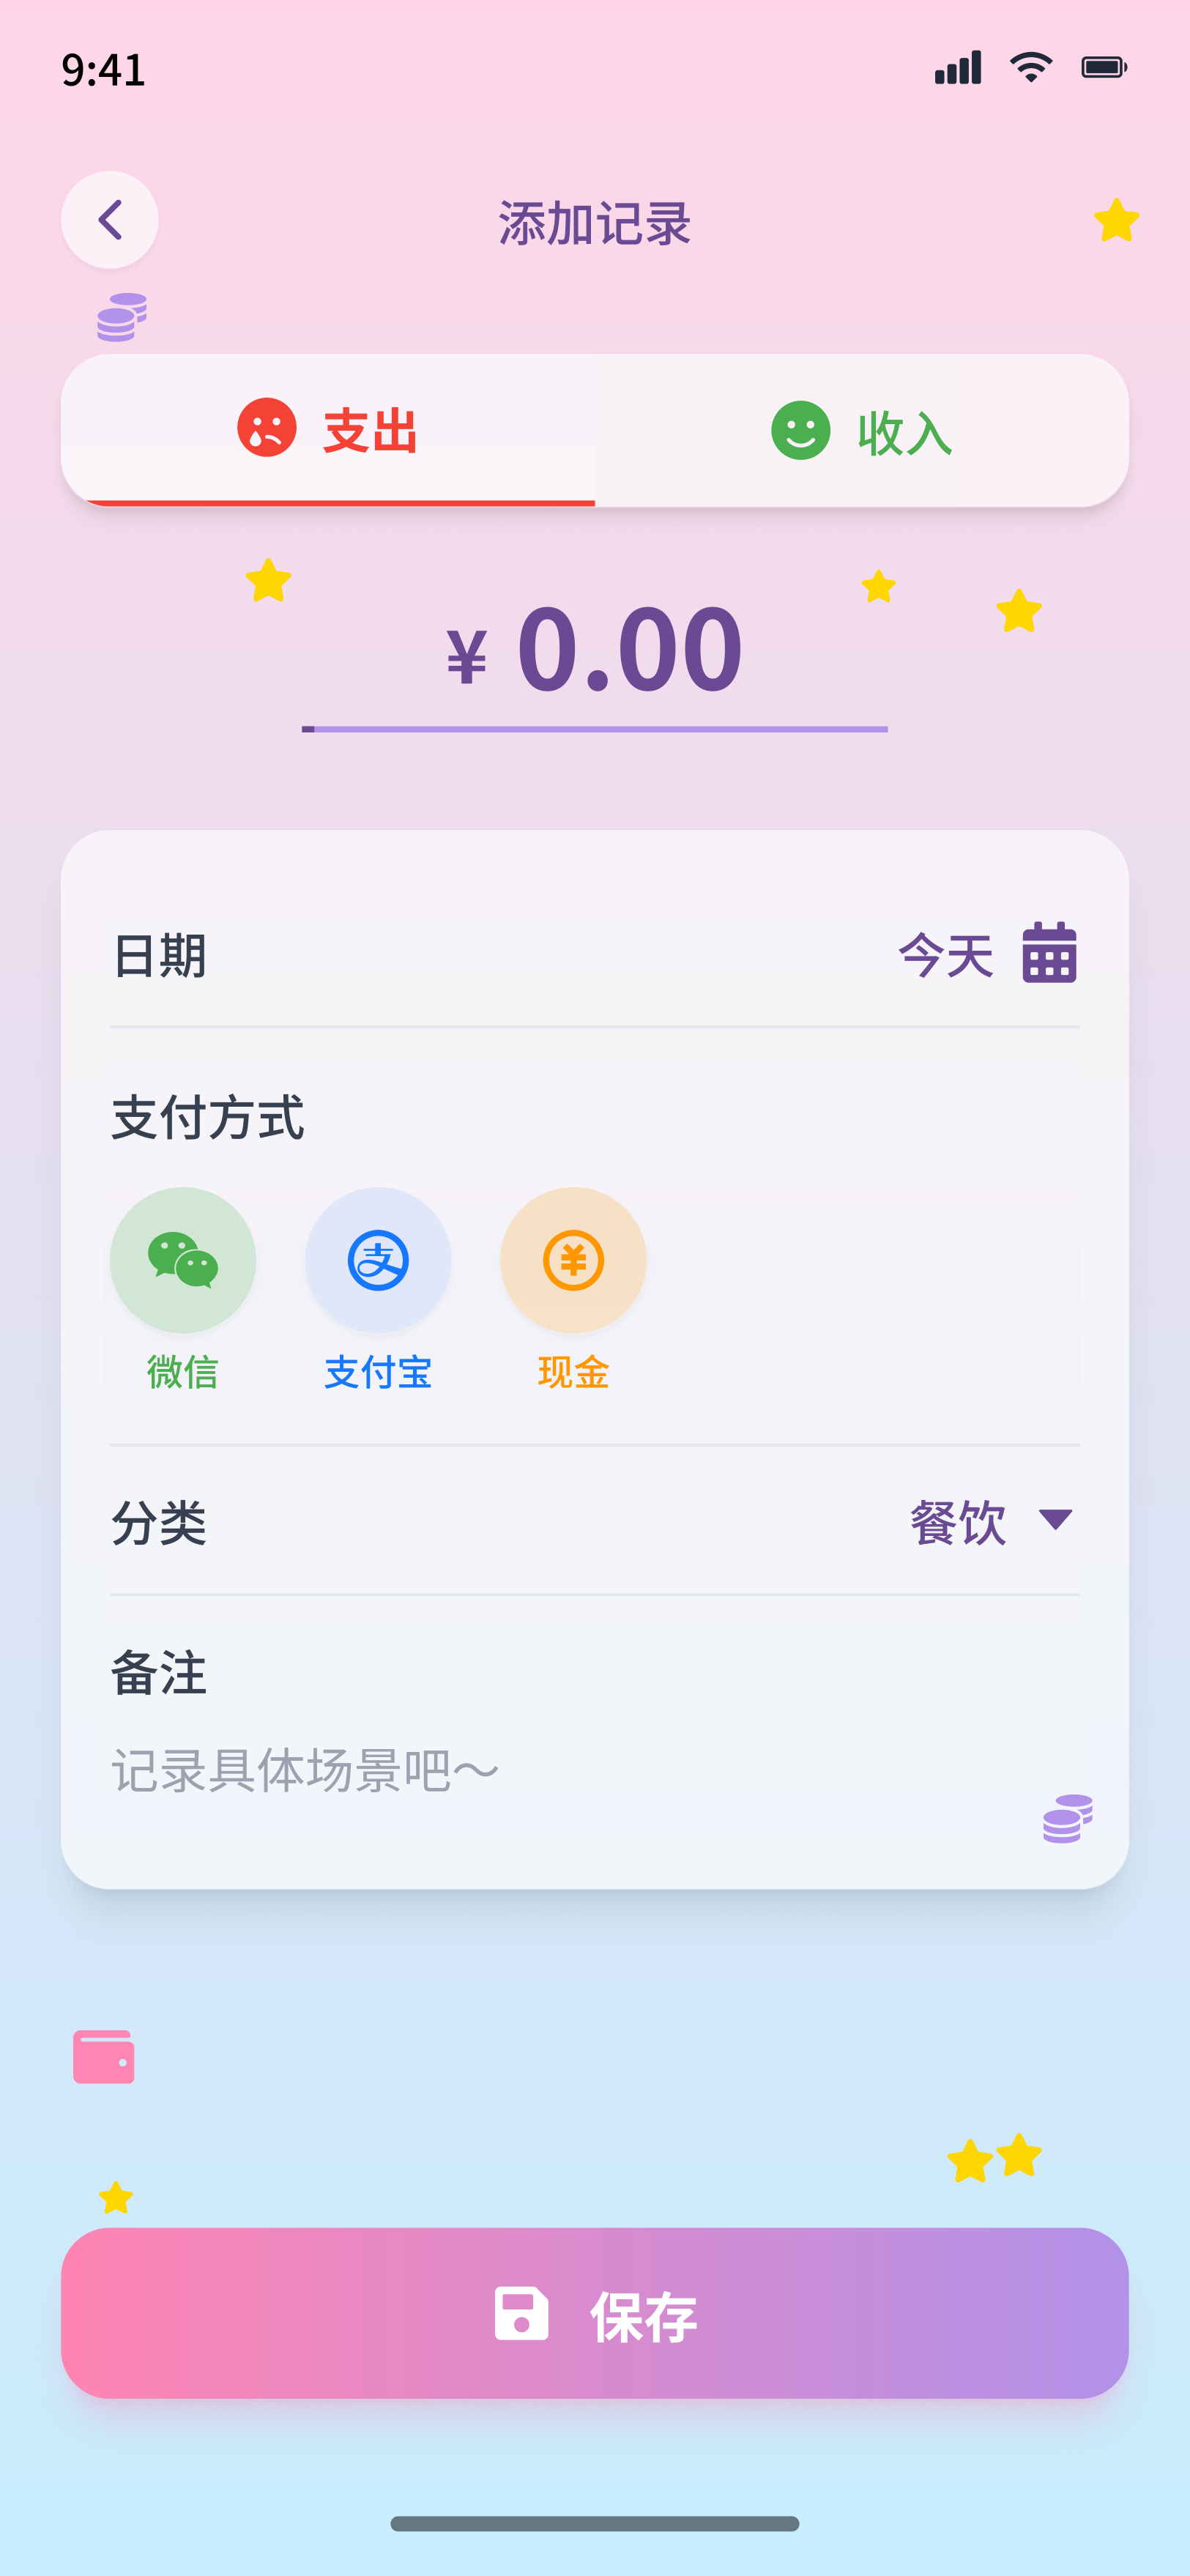 9:41
添加记录
支出 收入
¥ 0.00
日期 今天
支付方式
微信 支付宝 现金
分类 餐饮
备注
记录具体场景吧～
保存